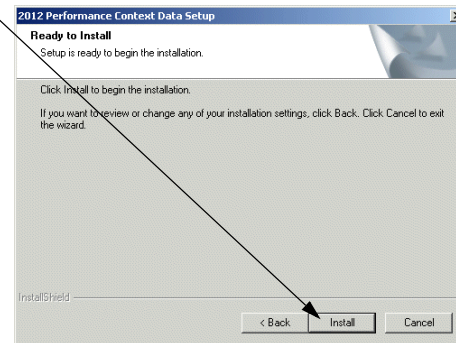 2012 Performance Context Data Setup
Ready to Install
Setup is ready to begin the installation.
Click Install to begin the installation.
If you want to review or change any of your installation settings, click Back. Click Cancel to exit
the wizard.
InstallShield
< Back Install Cancel